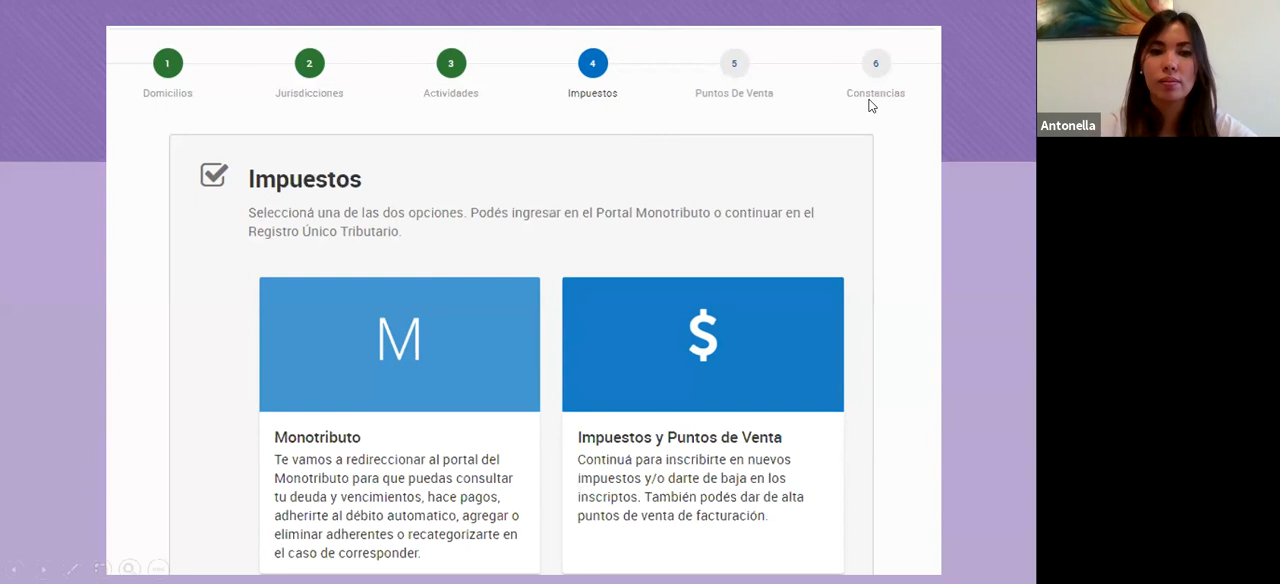 1
2
3
4
5
6
Domicilios
Jurisdicciones
Actividades
Impuestos
Puntos De Venta
Constancias
Antonella
Impuestos
Seleccioná una de las dos opciones. Podés ingresar en el Portal Monotributo o continuar en el
Registro Único Tributario.
M
$
Monotributo
Te vamos a redireccionar al portal del
Monotributo para que puedas consultar
tu deuda y vencimientos, hace pagos,
adherirte al débito automatico, agregar o
eliminar adherentes o recategorizarte en
el caso de corresponder.
Impuestos y Puntos de Venta
Continuá para inscribirte en nuevos
impuestos y/o darte de baja en los
inscriptos. También podés dar de alta
puntos de venta de facturación.